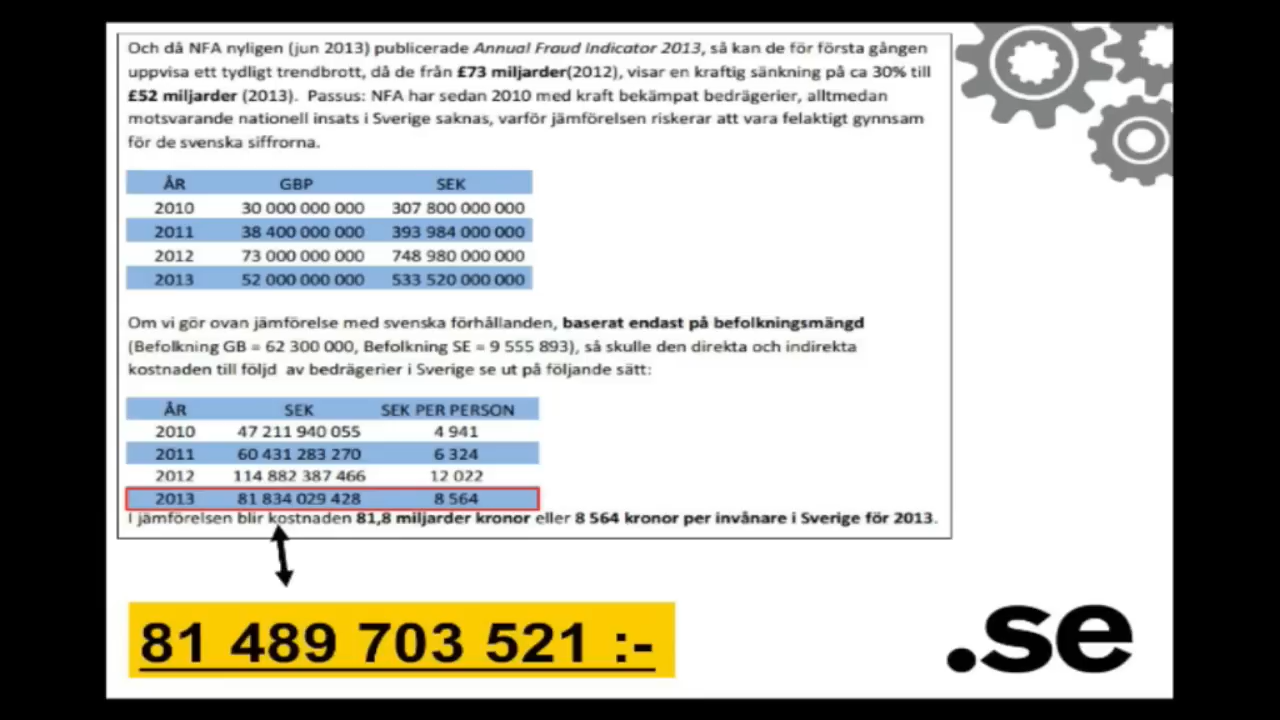 Och då NFA nyligen (jun 2013) publicerade Annual Fraud Indicator 2013, så kan de för första gången
uppvisa ett tydligt trendbrott, då de från £73 miljarder(2012), visar en kraftig sänkning på ca 30% till
£52 miljarder (2013). Passus: NFA har sedan 2010 med kraft bekämpat bedrägerier, alltmedan
motsvarande nationell insats i Sverige saknas, varför jämförelsen riskerar att vara felaktigt gynnsam
för de svenska siffrorna.
ÅR GBP SEK
2010 30 000 000 000 307 800 000 000
2011 38 400 000 000 393 984 000 000
2012 73 000 000 000 748 980 000 000
2013 52 000 000 000 533 520 000 000
Om vi gör ovan jämförelse med svenska förhållanden, baserat endast på befolkningsmängd
(Befolkning GB = 62 300 000, Befolkning SE = 9 555 893), så skulle den direkta och indirekta
kostnaden till följd av bedrägerier i Sverige se ut på följande sätt:
ÅR SEK SEK PER PERSON
2010 47 211 940 055 4 941
2011 60 431 283 270 6 324
2012 114 882 387 466 12 022
2013 81 834 029 428 8 564
I jämförelsen blir kostnaden 81,8 miljarder kronor eller 8 564 kronor per invånare i Sverige för 2013.
81 489 703 521 :-
.se